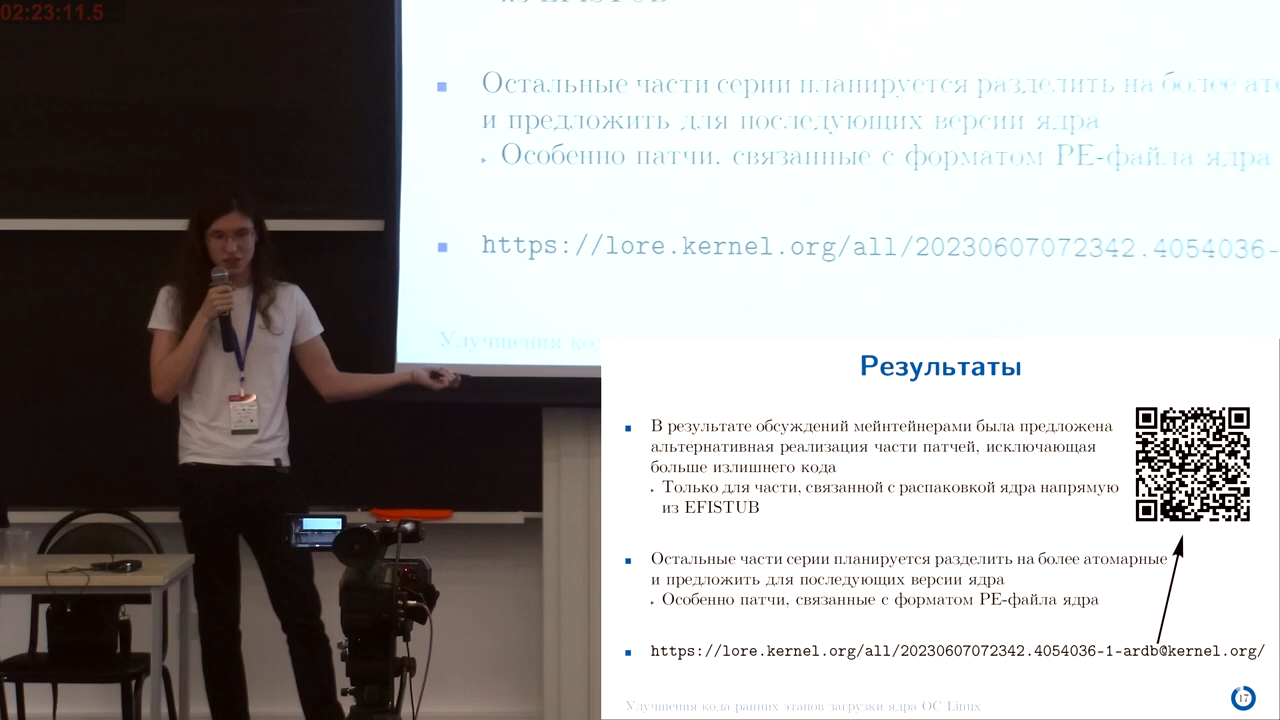 02:23:11.5
из EFISTUB
Остальные части серии планируется разделить на более ато
и предложить для последующих версии ядра
Особенно патчи, связанные с форматом PE-файла ядра
https://lore.kernel.org/all/20230607072342.4054036-
Улучшения ко
Результаты
В результате обсуждений мейнтейнерами была предложена
альтернативная реализация части патчей, исключающая
больше излишнего кода
Только для части, связанной с распаковкой ядра напрямую
из EFISTUB
Остальные части серии планируется разделить на более атомарные
и предложить для последующих версии ядра
Особенно патчи, связанные с форматом PE-файла ядра
https://lore.kernel.org/all/20230607072342.4054036-1-ardb@kernel.org/
Улучшения кода ранних этапов загрузки ядра ОС Linux
17